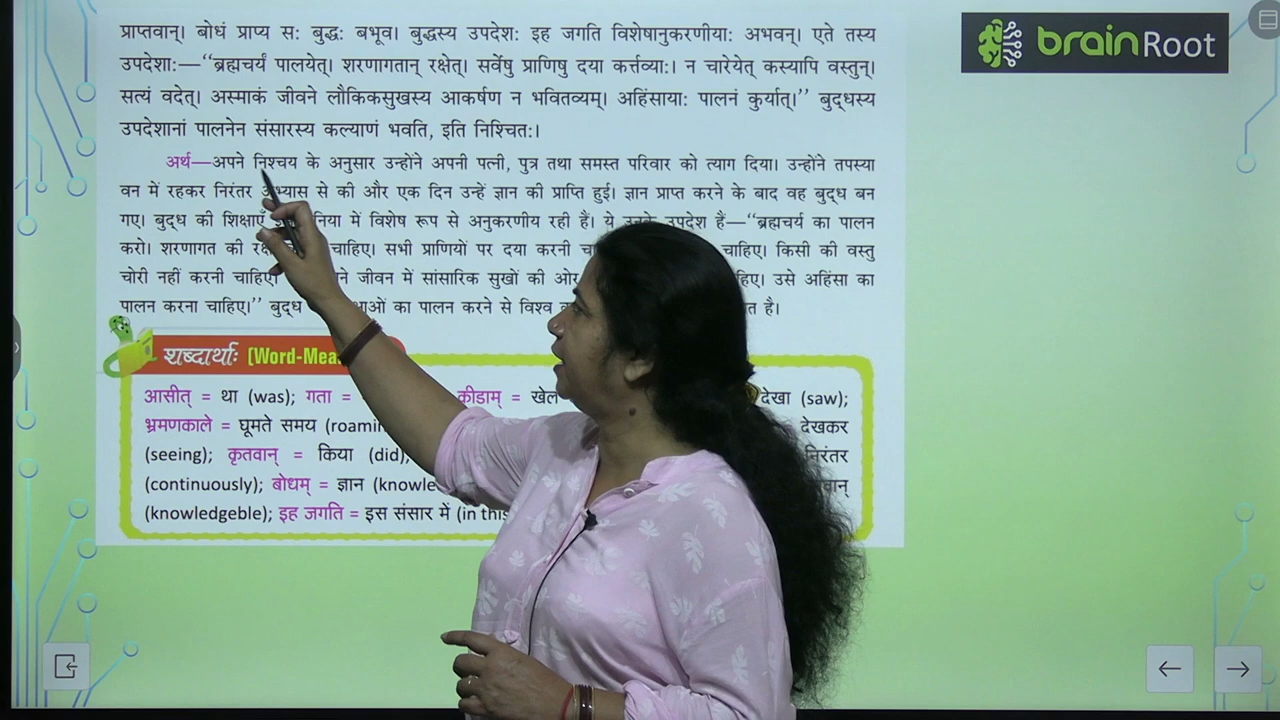 प्राप्तवान्। बोधं प्राप्य सः बुद्धः बभूव। बुद्धस्य उपदेशः इह जगति विशेषानुकरणीयाः अभवन्। एते तस्य
उपदेशाः—‘‘ब्रह्मचर्यं पालयेत्। शरणागतान् रक्षेत्। सर्वेषु प्राणिषु दया कर्त्तव्याः। न चारेयेत् कस्यापि वस्तुन्।
सत्यं वदेत्। अस्माकं जीवने लौकिकसुखस्य आकर्षण न भवितव्यम्। अहिंसायाः पालनं कुर्यात्।’’ बुद्धस्य
उपदेशानां पालनेन संसारस्य कल्याणं भवति, इति निश्चितः।
अर्थ—अपने निश्चय के अनुसार उन्होंने अपनी पत्नी, पुत्र तथा समस्त परिवार को त्याग दिया। उन्होंने तपस्या
वन में रहकर निरंतर अभ्यास से की और एक दिन उन्हें ज्ञान की प्राप्ति हुई। ज्ञान प्राप्त करने के बाद वह बुद्ध बन
गए। बुद्ध की शिक्षाएँ में विशेष रूप से अनुकरणीय रही हैं। ये उपदेश हैं—‘‘ब्रह्मचर्य का पालन
करो। शरणागत की चाहिए। सभी प्राणियों पर दया करनी चाहिए। किसी की वस्तु
चोरी नहीं करनी चाहिए। जीवन में सांसारिक सुखों की ओर उसे अहिंसा का
पालन करना चाहिए।’’ बुद्ध का पालन करने से विश्व है।
शब्दार्थाः (Word-Mea
आसीत् = था (was); गता = क्रीडाम् = खेल देखा (saw);
भ्रमणकाले = घूमते समय देखकर
(seeing); कृतवान् = किया (did), निरंतर
(continuously); बोधम् = ज्ञान
(knowledgeble); इह जगति = इस संसार में (in this
brainRoot